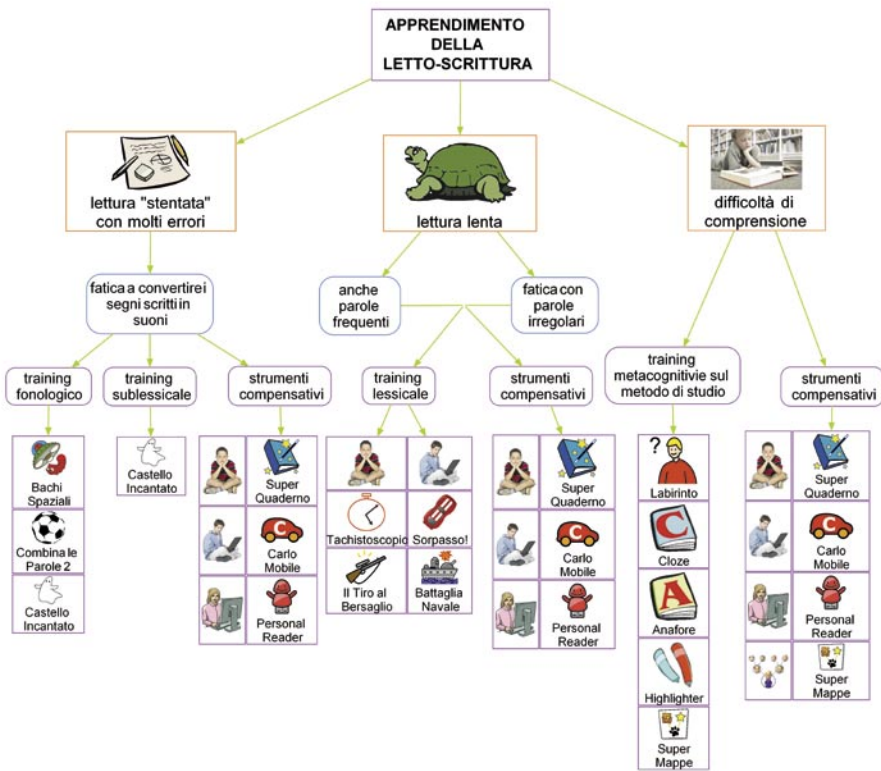 APPRENDIMENTO
DELLA
LETTO-SCRITTURA
lettura "stentata"
con molti errori
lettura lenta
difficoltà di
comprensione
fatica a convertire i
segni scritti in
suoni
anche
parole
frequenti
fatica con
parole
irregolari
training
fonologico
training
sublessicale
strumenti
compensativi
training
lessicale
strumenti
compensativi
training
metacognitivie sul
metodo di studio
strumenti
compensativi
Bachi
Spaziali
Combina le
Parole 2
Castello
Incantato
Castello
Incantato
Super
Quaderno
C
Carlo
Mobile
Personal
Reader
Tachistoscopio
Sorpasso!
Il Tiro al
Bersaglio
Battaglia
Navale
Super
Quaderno
C
Carlo
Mobile
Personal
Reader
?
Labirinto
C
Cloze
A
Anafore
Highlighter
Super
Mappe
Super
Quaderno
C
Carlo
Mobile
Personal
Reader
Super
Mappe